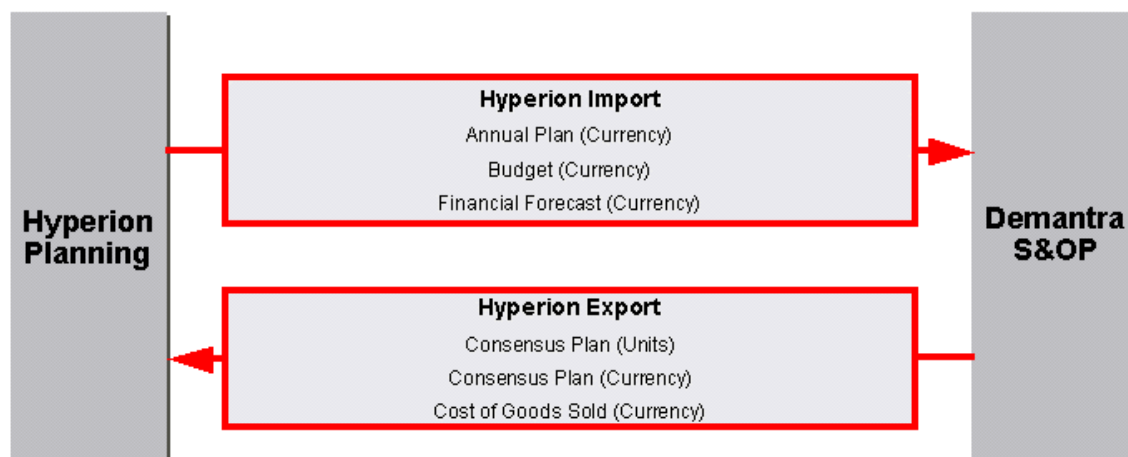 Hyperion
Planning
Hyperion Import
Annual Plan (Currency)
Budget (Currency)
Financial Forecast (Currency)
Hyperion Export
Consensus Plan (Units)
Consensus Plan (Currency)
Cost of Goods Sold (Currency)
Demantra
S&OP